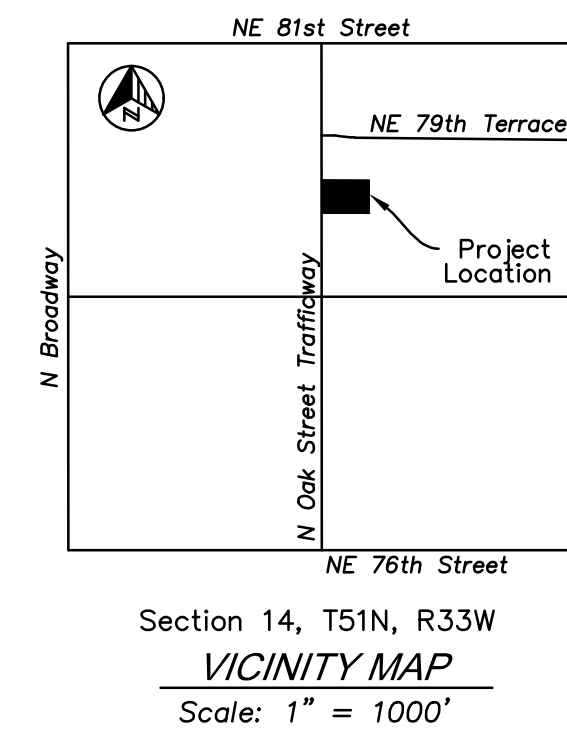 NE 81st Street
N
NE 79th Terrace
Project
Location
N Broadway
N Oak Street Trafficway
NE 76th Street
Section 14, T51N, R33W
VICINITY MAP
Scale: 1" = 1000'